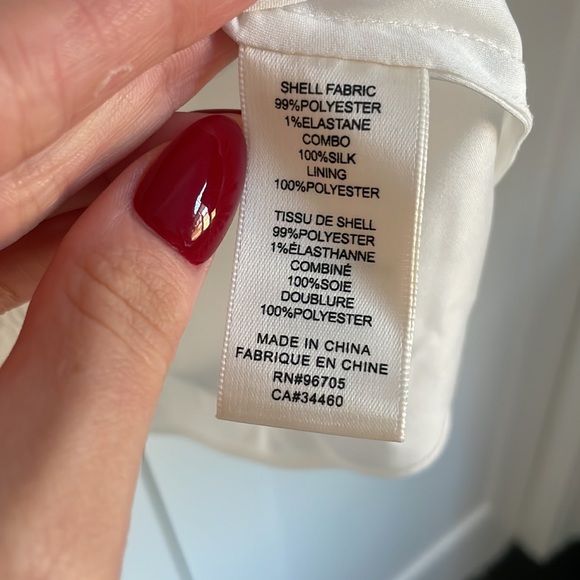 SHELL FABRIC
99%POLYESTER
1%ELASTANE
COMBO
100%SILK
LINING
100%POLYESTER
TISSU DE SHELL
99%POLYESTER
1%ÉLASTHANNE
COMBINÉ
100%SOIE
DOUBLURE
100%POLYESTER
MADE IN CHINA
FABRIQUE EN CHINE
RN#96705
CA#34460